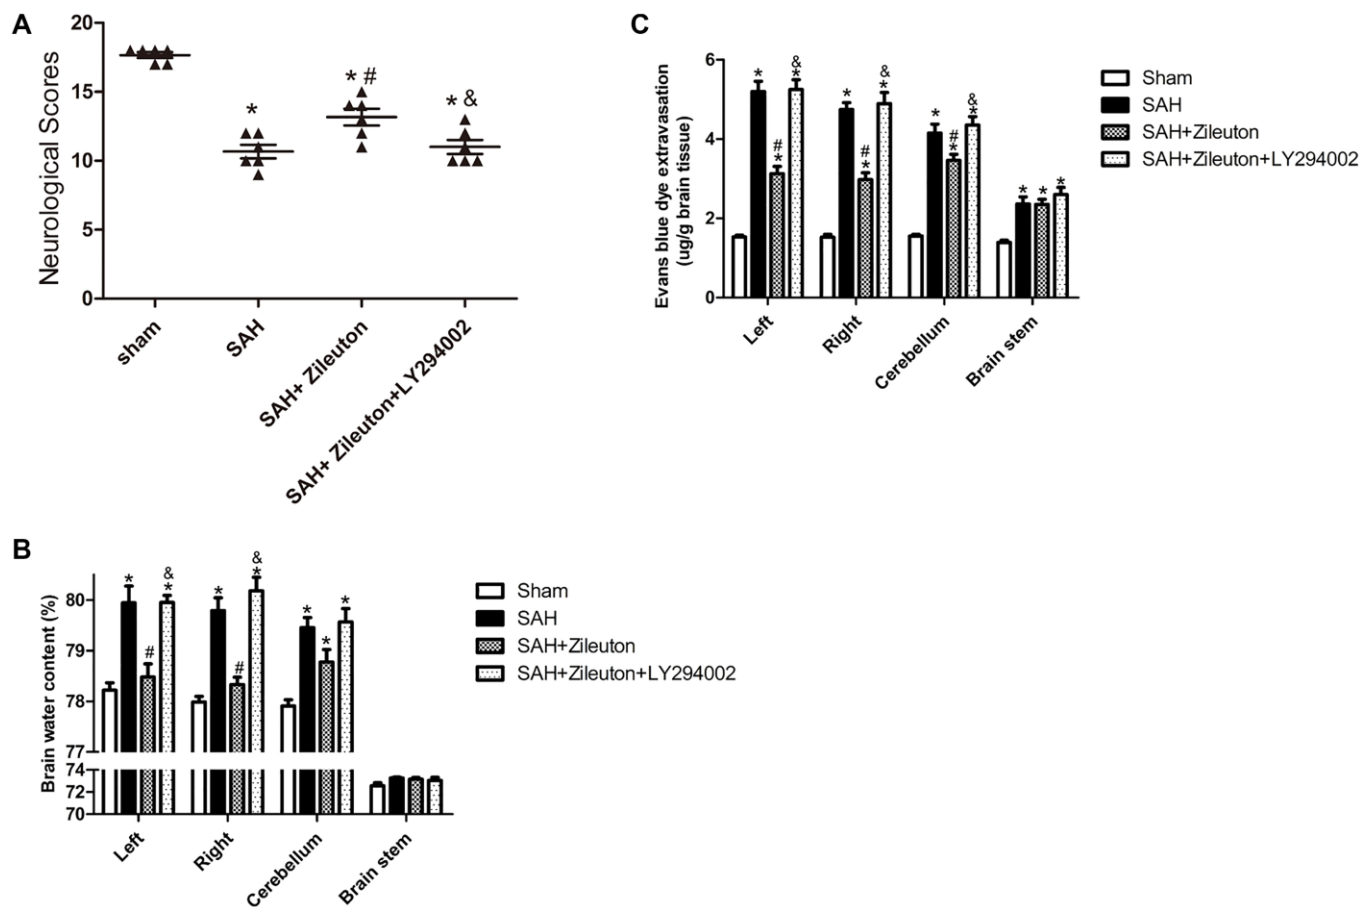 A
Neurological Scores
20
15
10
5
0
*
* #
* &
sham
SAH
SAH+ Zileuton
SAH+ Zileuton+LY294002
B
Brain water content (%)
80
79
78
77
74
72
70
*
#
&
*
*
#
&
*
*
*
*
Left
Right
Cerebellum
Brain stem
Sham
SAH
SAH+Zileuton
SAH+Zileuton+LY294002
C
Evans blue dye extravasation
(ug/g brain tissue)
6
4
2
0
*
#
*
&
*
*
#
*
&
*
*
#
*
&
*
*
*
*
Left
Right
Cerebellum
Brain stem
Sham
SAH
SAH+Zileuton
SAH+Zileuton+LY294002